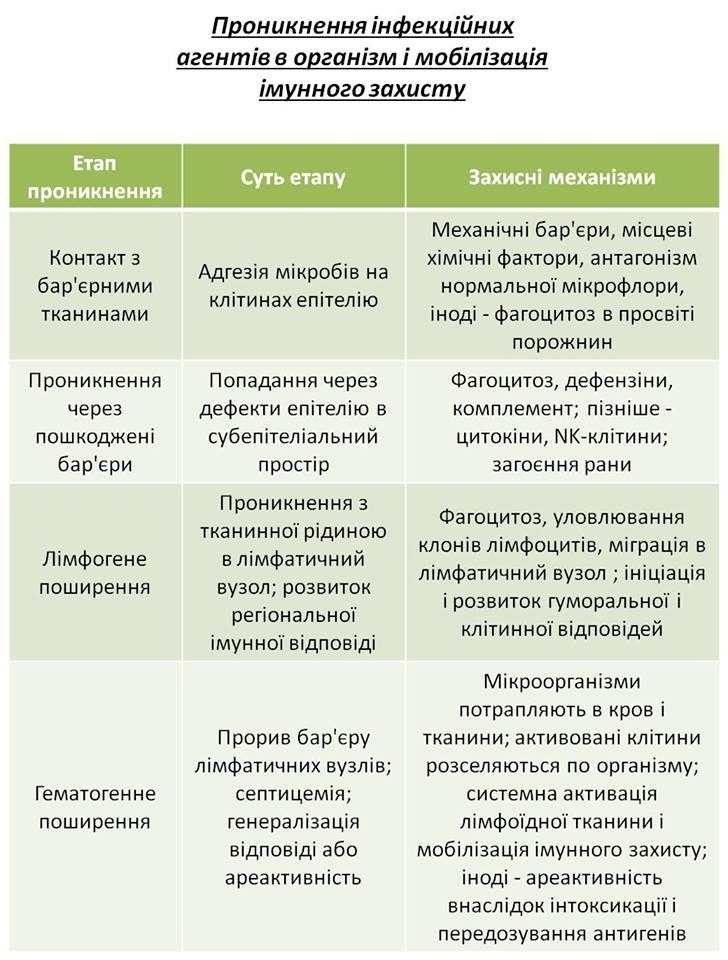 Проникнення інфекційних
агентів в організм і мобілізація
імунного захисту
Етап
проникнення
Суть етапу
Захисні механізми
Контакт з
бар'єрними
тканинами
Адгезія мікробів на
клітинах епітелію
Механічні бар'єри, місцеві
хімічні фактори, антагонізм
нормальної мікрофлори,
іноді - фагоцитоз в просвіті
порожнин
Проникнення
через
пошкоджені
бар'єри
Попадання через
дефекти епітелію в
субепітеліальний
простір
Фагоцитоз, дефензіни,
комплемент; пізніше -
цитокіни, NK-клітини;
загоєння рани
Лімфогене
поширення
Проникнення з
тканинної рідиною
в лімфатичний
вузол; розвиток
регіональної
імунної відповіді
Фагоцитоз, уловлювання
клонів лімфоцитів, міграція в
лімфатичний вузол ; ініціація
і розвиток гуморальної і
клітинної відповідей
Гематогенне
поширення
Прорив бар'єру
лімфатичних вузлів;
септицемія;
генералізація
відповіді або
ареактивність
Мікроорганізми
потрапляють в кров і
тканини; активовані клітини
розселяються по організму;
системна активація
лімфоїдної тканини і
мобілізація імунного захисту;
іноді - ареактивність
внаслідок інтоксикації і
передозування антигенів